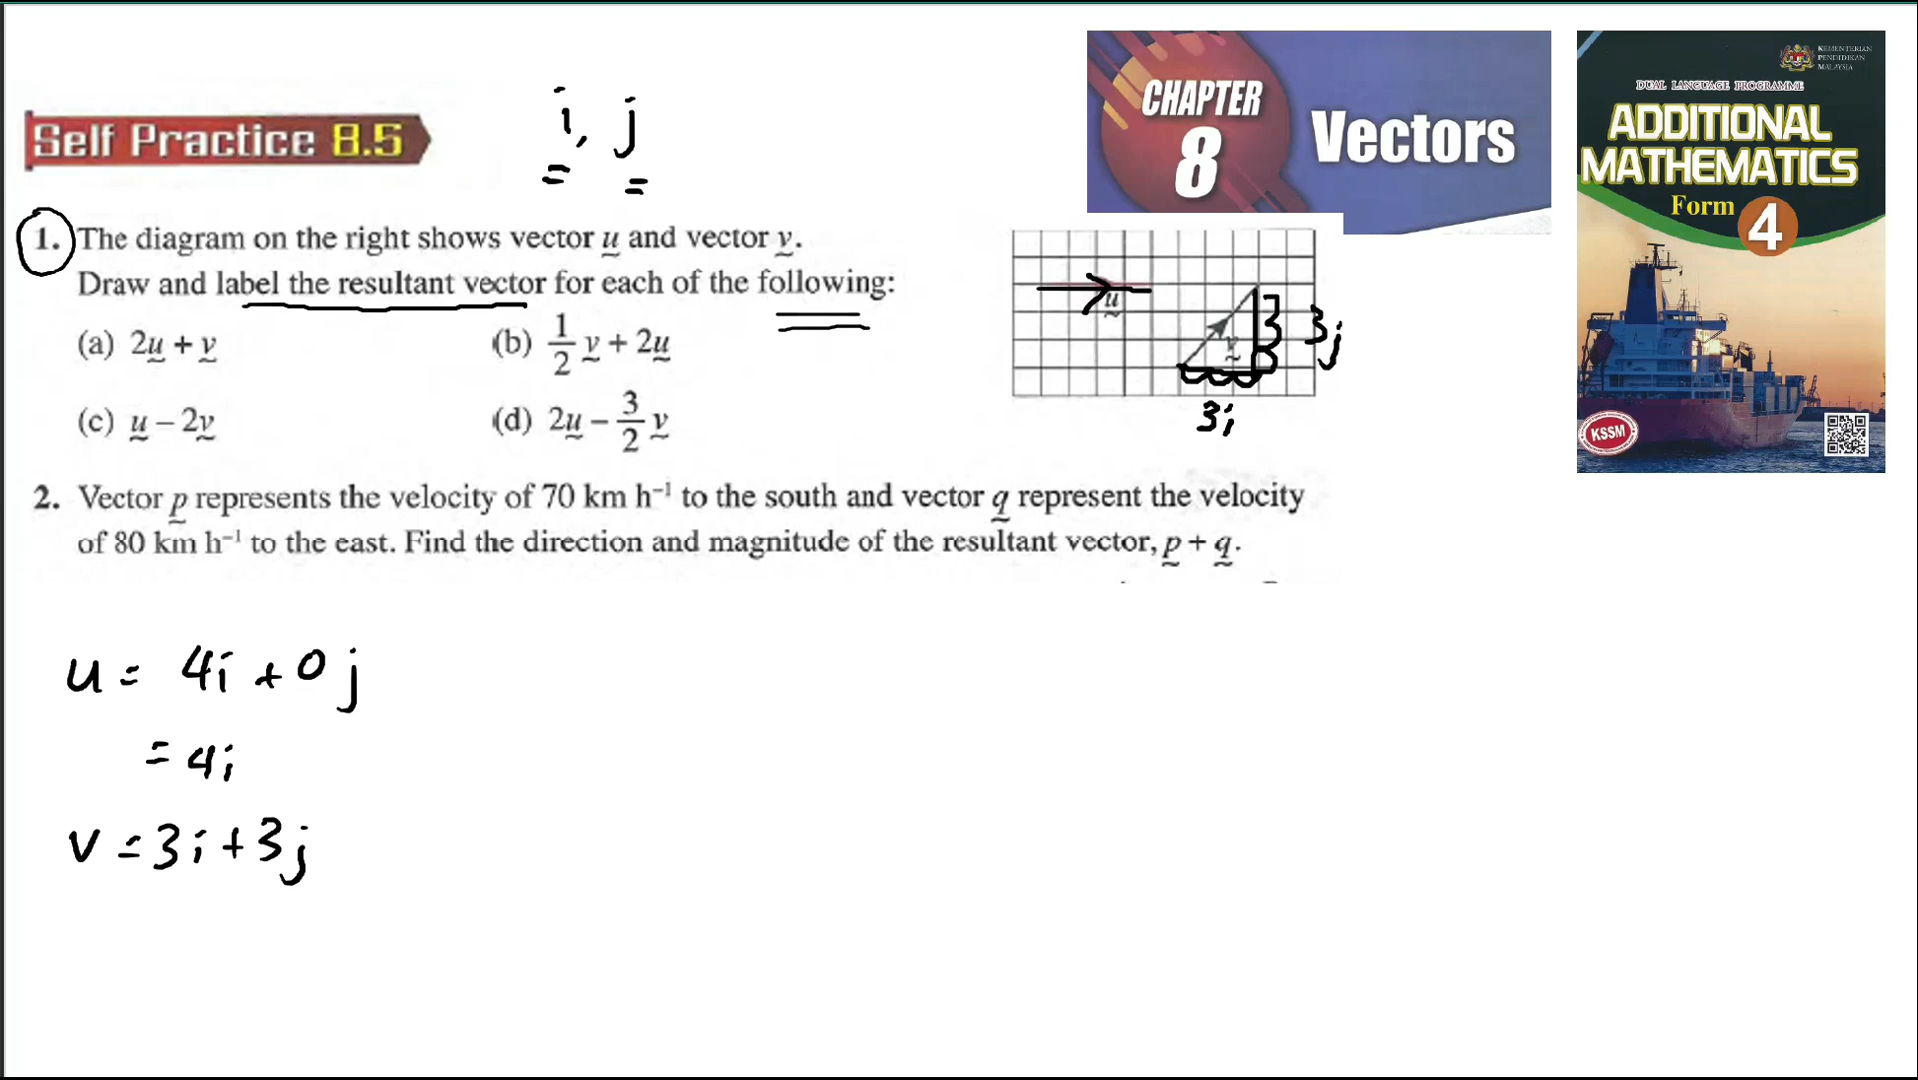 CHAPTER
8
Vectors
KEMENTERIAN
PENDIDIKAN
MALAYSIA
DUAL LANGUAGE PROGRAMME
ADDITIONAL
MATHEMATICS
Form 4
KSSM
Self Practice 8.5
i, j
1. The diagram on the right shows vector u and vector v.
Draw and label the resultant vector for each of the following:
(a) 2u + v
(b) 1/2 v + 2u
(c) u – 2v
(d) 2u – 3/2 v
u
v
3j
3i
2. Vector p represents the velocity of 70 km h⁻¹ to the south and vector q represent the velocity
of 80 km h⁻¹ to the east. Find the direction and magnitude of the resultant vector, p + q.
u = 4i + 0j
= 4i
v = 3i + 3j